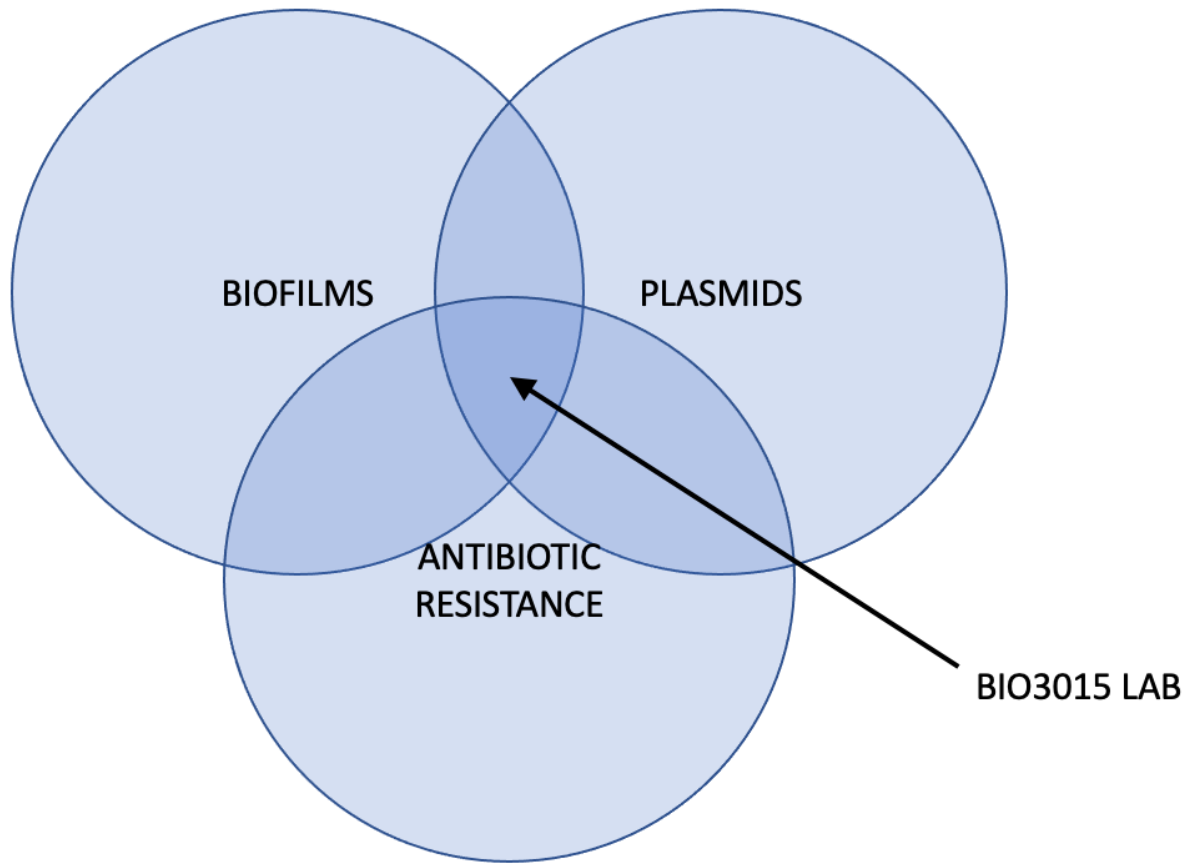 BIOFILMS
PLASMIDS
ANTIBIOTIC
RESISTANCE
BIO3015 LAB